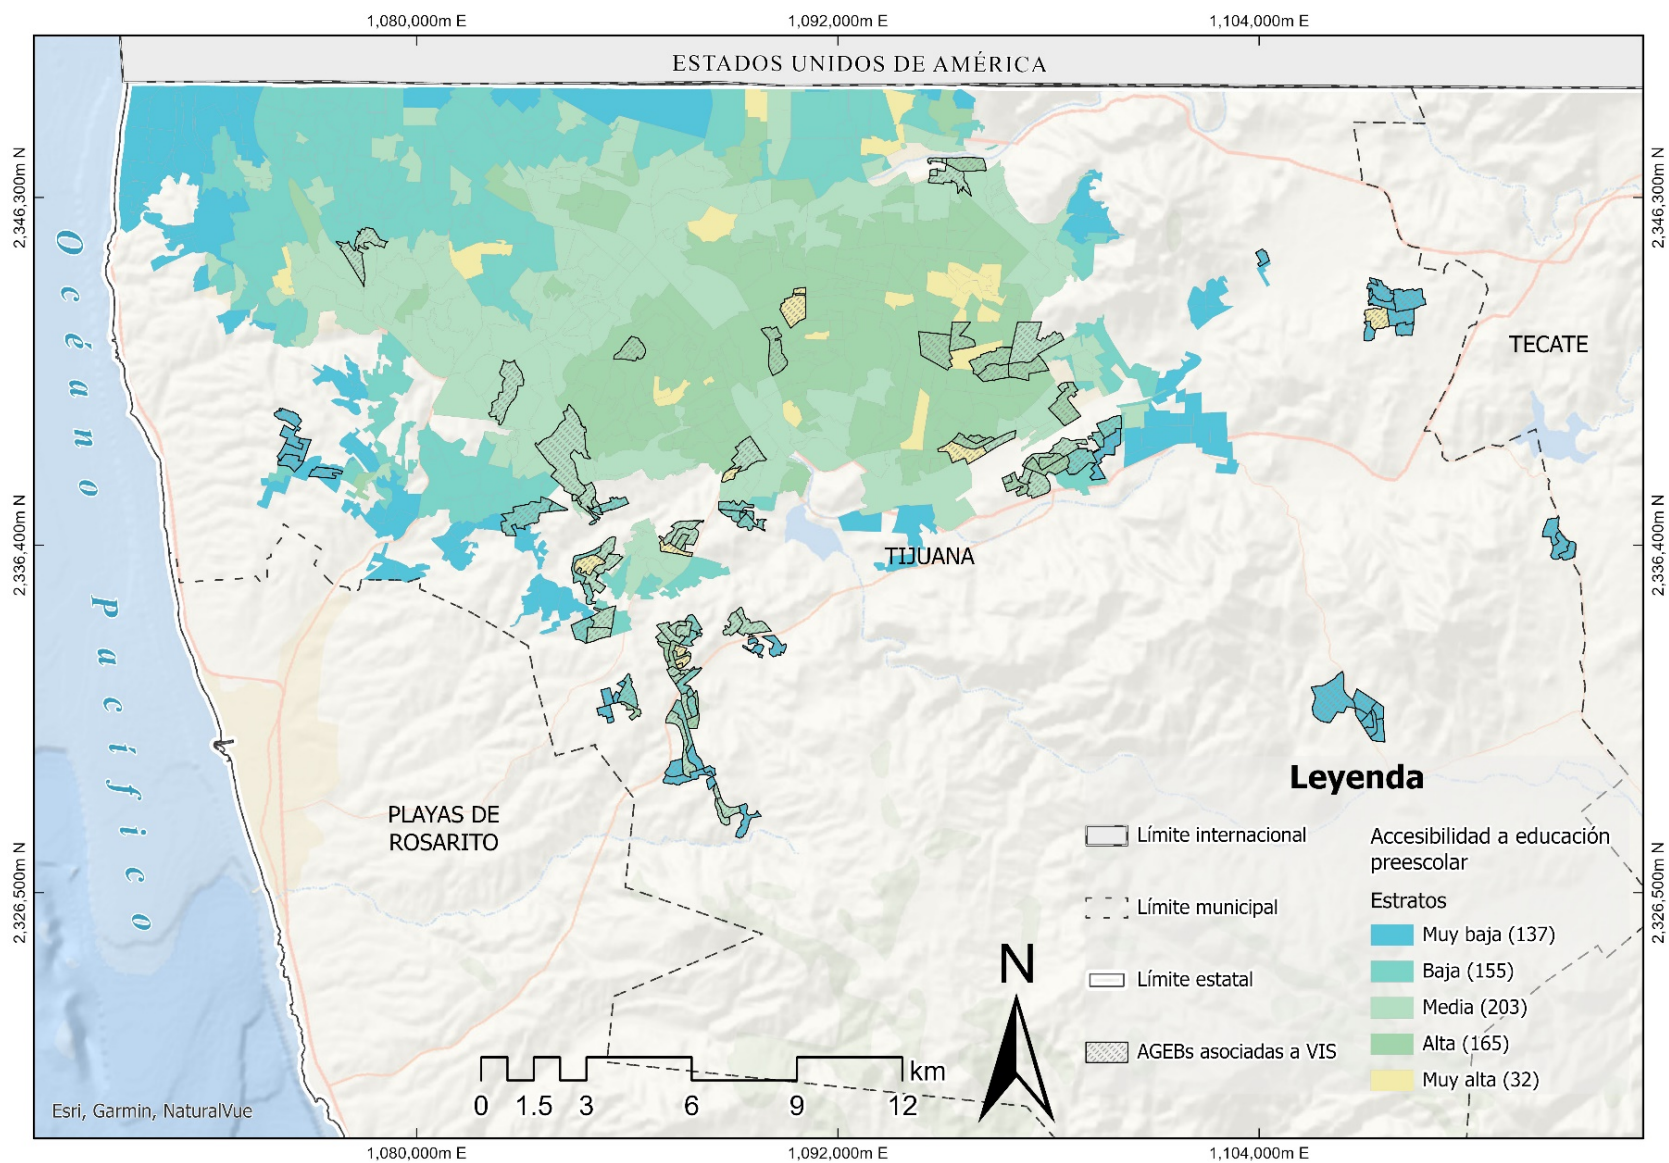 1,080,000m E
1,092,000m E
1,104,000m E
ESTADOS UNIDOS DE AMÉRICA
2,346,300m N
2,346,300m N
Océano Pacífico
TECATE
2,336,400m N
2,336,400m N
TIJUANA
PLAYAS DE
ROSARITO
2,326,500m N
2,326,500m N
Leyenda
Límite internacional
Límite municipal
Límite estatal
AGEBs asociadas a VIS
Accesibilidad a educación
preescolar
Estratos
Muy baja (137)
Baja (155)
Media (203)
Alta (165)
Muy alta (32)
N
km
0 1.5 3 6 9 12
Esri, Garmin, NaturalVue
1,080,000m E
1,092,000m E
1,104,000m E